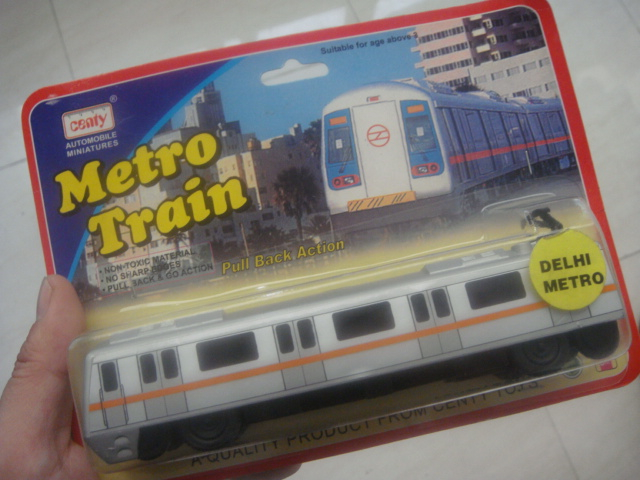 Suitable for age above 3
centy®
AUTOMOBILE
MINIATURES
Metro
Train
• NON-TOXIC MATERIAL
• NO SHARP EDGES
• PULL BACK & GO ACTION
Pull Back Action
DELHI
METRO
A-QUALITY PRODUCT FROM CENTY TOYS